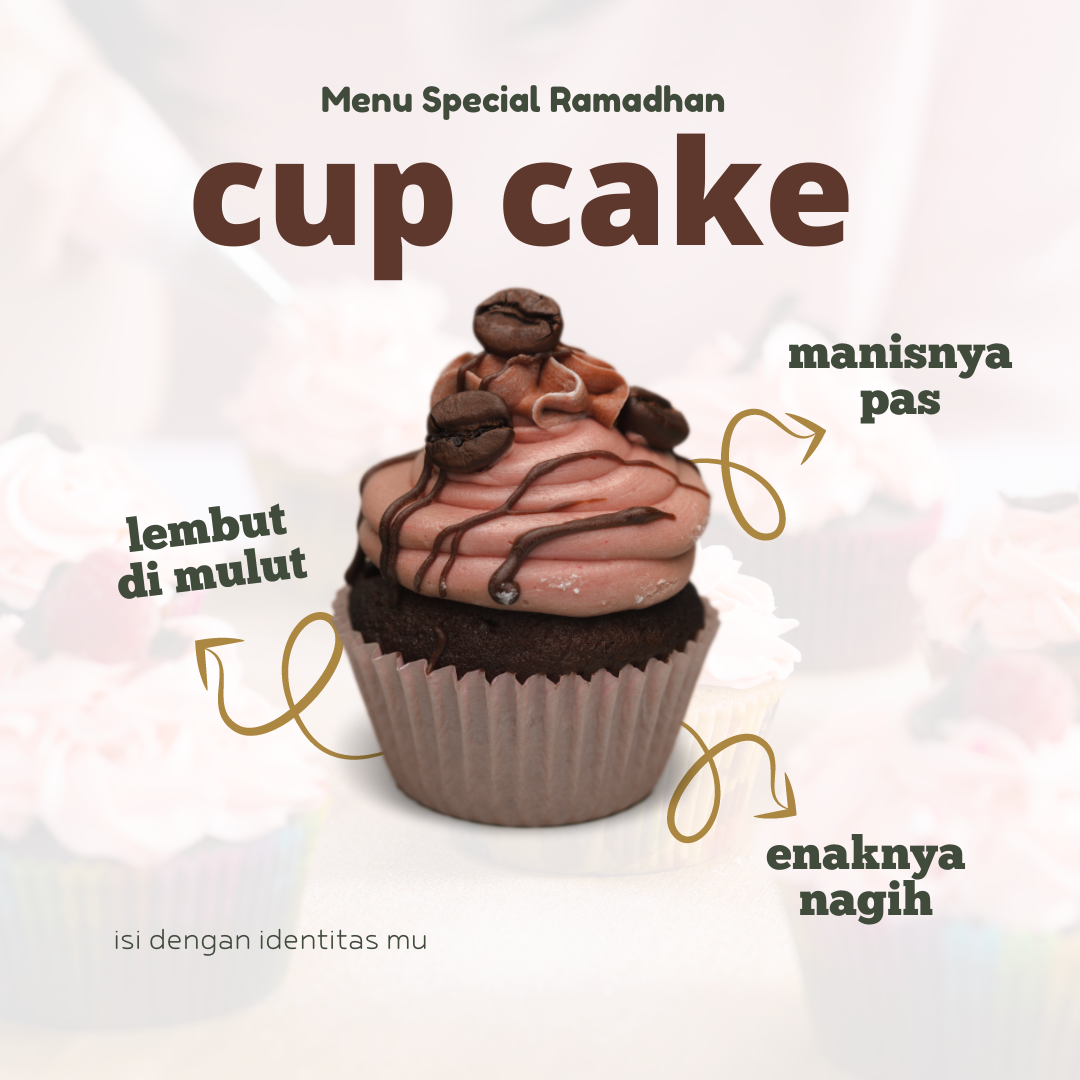 Menu Special Ramadhan
cup cake
manisnya
pas
lembut
di mulut
enaknya
nagih
isi dengan identitas mu